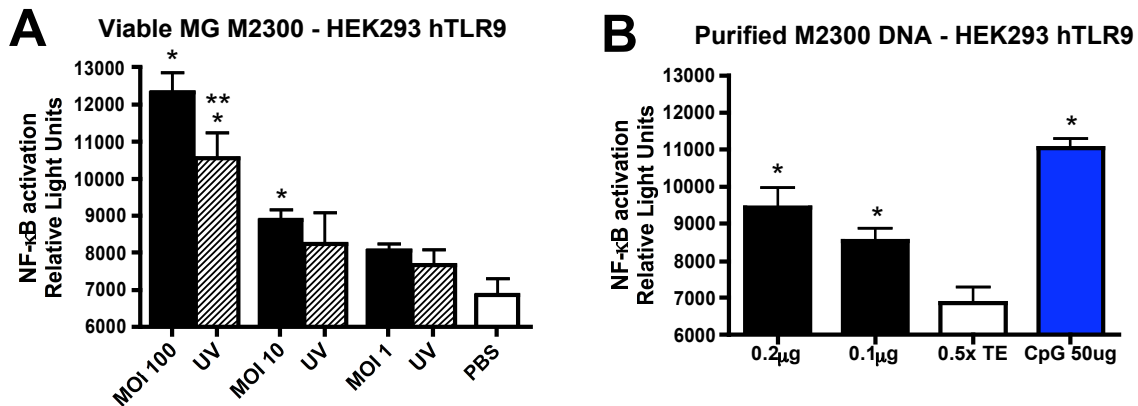 A
Viable MG M2300 - HEK293 hTLR9
NF-κB activation
Relative Light Units
13000
12000
11000
10000
9000
8000
7000
6000
*
**
*
*
MOI 100
UV
MOI 10
UV
MOI 1
UV
PBS
B
Purified M2300 DNA - HEK293 hTLR9
NF-κB activation
Relative Light Units
13000
12000
11000
10000
9000
8000
7000
6000
*
*
*
0.2μg
0.1μg
0.5x TE
CpG 50ug